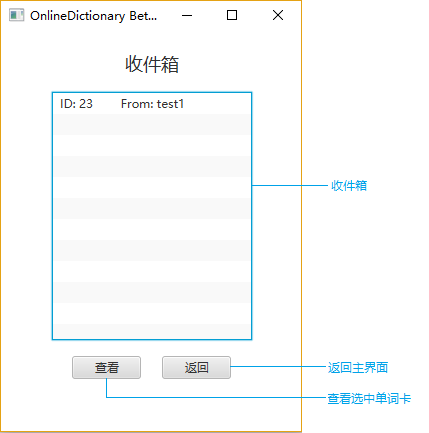 OnlineDictionary Bet...
收件箱
ID: 23 From: test1
收件箱
查看 返回
返回主界面
查看选中单词卡